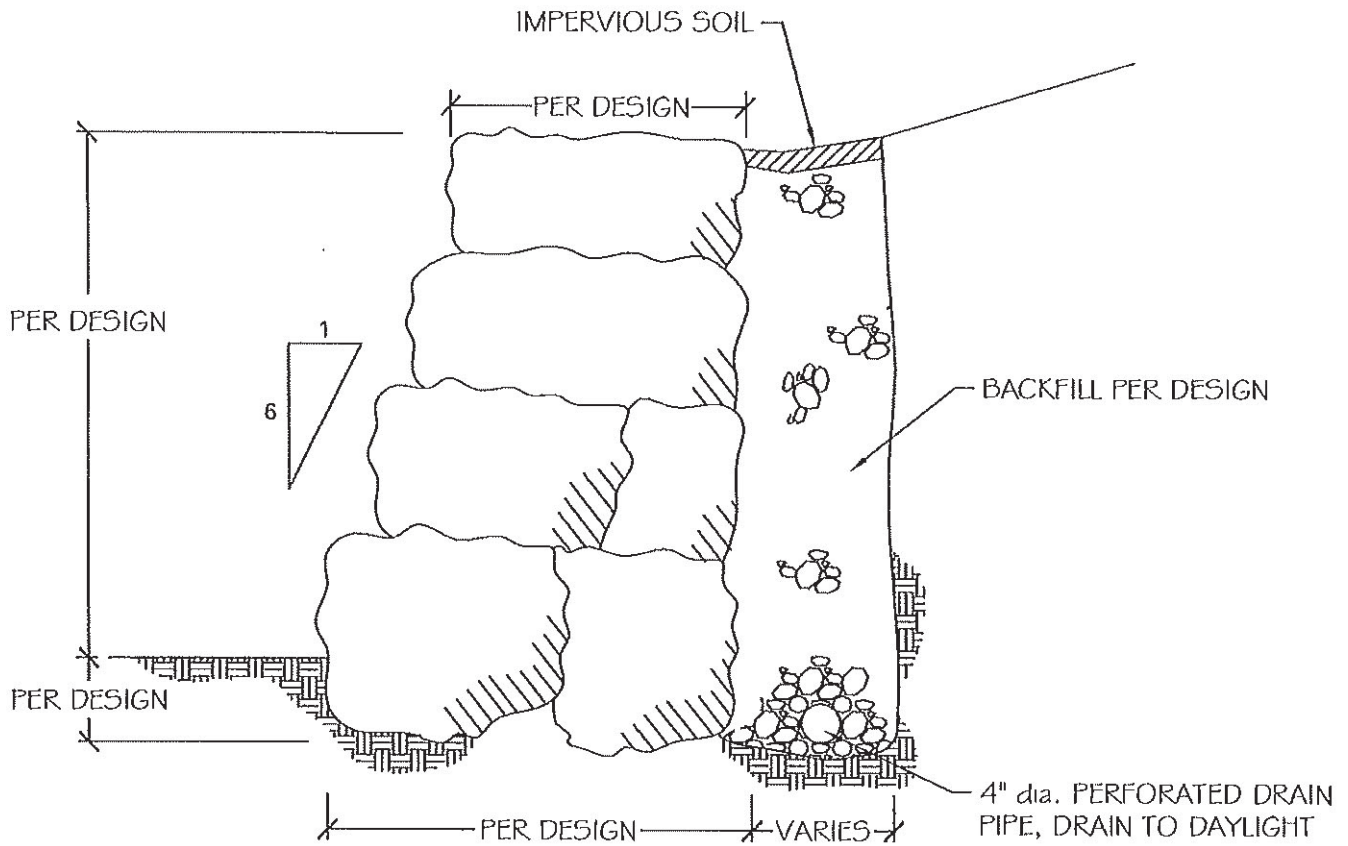 IMPERVIOUS SOIL
PER DESIGN
PER DESIGN
1
6
BACKFILL PER DESIGN
PER DESIGN
4" dia. PERFORATED DRAIN
PIPE, DRAIN TO DAYLIGHT
PER DESIGN
VARIES